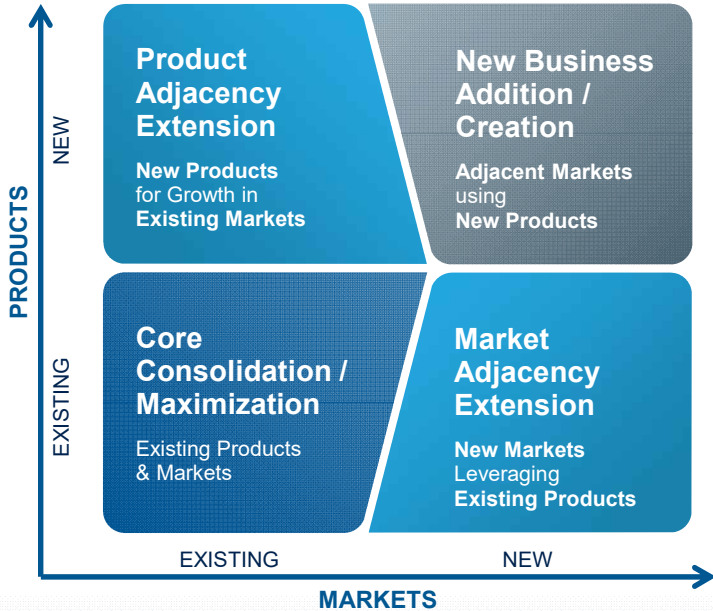 PRODUCTS
NEW
EXISTING
Product
Adjacency
Extension
New Products
for Growth in
Existing Markets
New Business
Addition /
Creation
Adjacent Markets
using
New Products
Core
Consolidation /
Maximization
Existing Products
& Markets
Market
Adjacency
Extension
New Markets
Leveraging
Existing Products
EXISTING
NEW
MARKETS